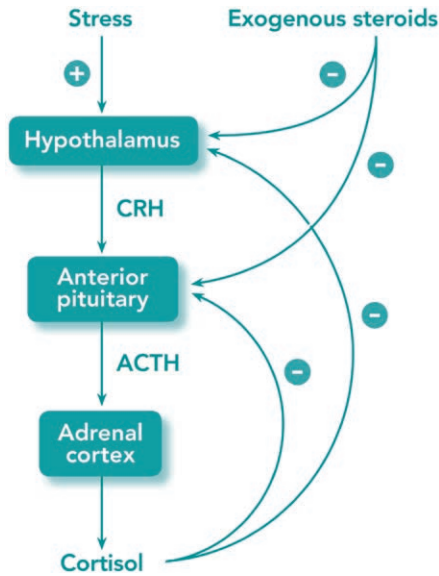 Stress
Exogenous steroids
+
-
Hypothalamus
CRH
-
Anterior
pituitary
-
ACTH
-
Adrenal
cortex
Cortisol